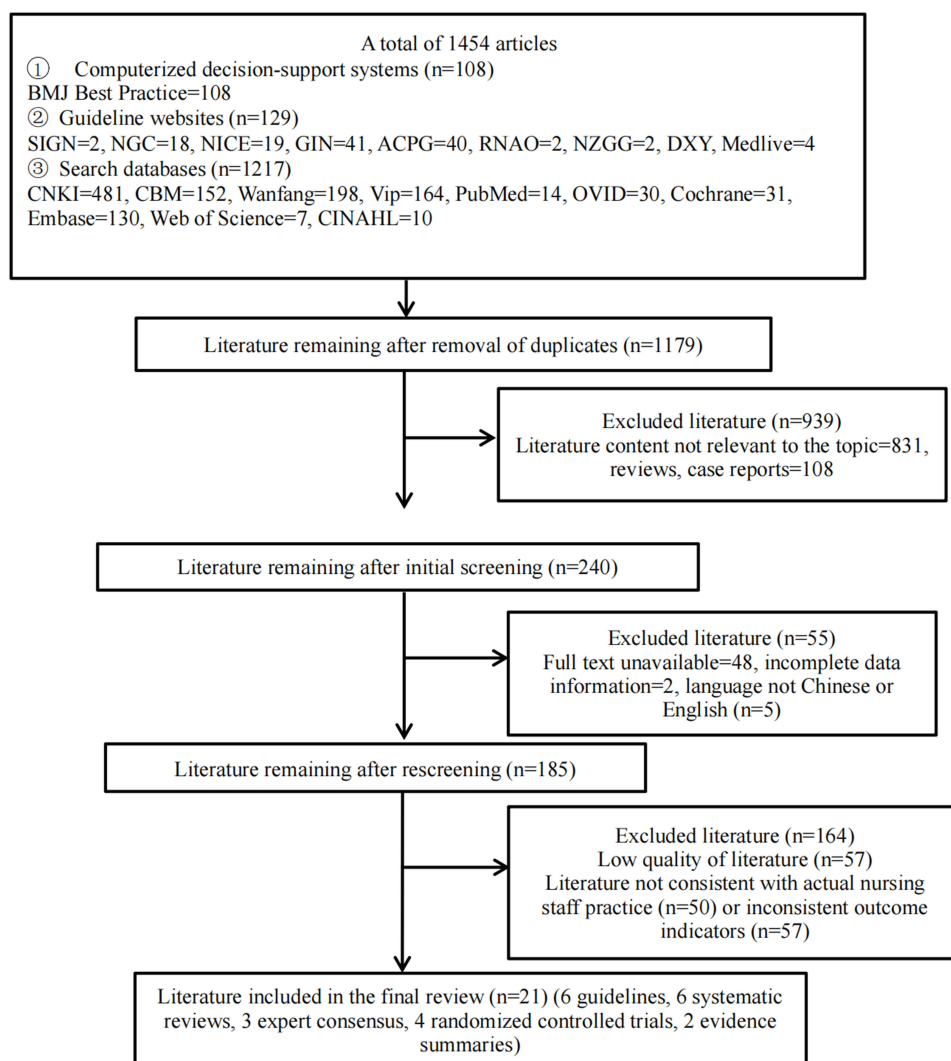 A total of 1454 articles
① Computerized decision-support systems (n=108)
BMJ Best Practice=108
② Guideline websites (n=129)
SIGN=2, NGC=18, NICE=19, GIN=41, ACPG=40, RNAO=2, NZGG=2, DXY, Medlive=4
③ Search databases (n=1217)
CNKI=481, CBM=152, Wanfang=198, Vip=164, PubMed=14, OVID=30, Cochrane=31,
Embase=130, Web of Science=7, CINAHL=10
Literature remaining after removal of duplicates (n=1179)
Excluded literature (n=939)
Literature content not relevant to the topic=831,
reviews, case reports=108
Literature remaining after initial screening (n=240)
Excluded literature (n=55)
Full text unavailable=48, incomplete data
information=2, language not Chinese or
English (n=5)
Literature remaining after rescreening (n=185)
Excluded literature (n=164)
Low quality of literature (n=57)
Literature not consistent with actual nursing
staff practice (n=50) or inconsistent outcome
indicators (n=57)
Literature included in the final review (n=21) (6 guidelines, 6 systematic
reviews, 3 expert consensus, 4 randomized controlled trials, 2 evidence
summaries)